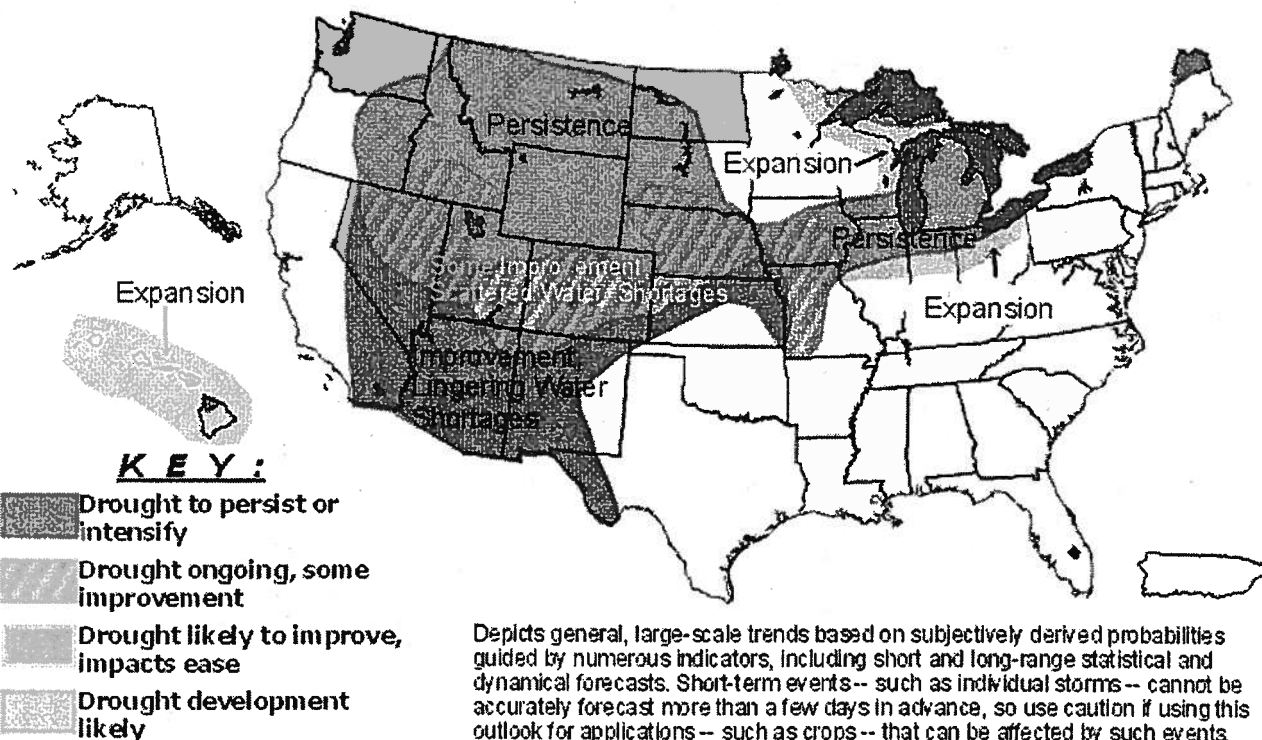 Persistence
Expansion
Persistence
Some Improvement
Scattered Water Shortages
Expansion
Expansion
Improvement,
Lingering Water
Shortages
K E Y :
Drought to persist or
intensify
Drought ongoing, some
improvement
Drought likely to improve,
impacts ease
Drought development
likely
Depicts general, large-scale trends based on subjectively derived probabilities
guided by numerous indicators, including short and long-range statistical and
dynamical forecasts. Short-term events -- such as individual storms -- cannot be
accurately forecast more than a few days in advance, so use caution if using this
outlook for applications -- such as crops -- that can be affected by such events.